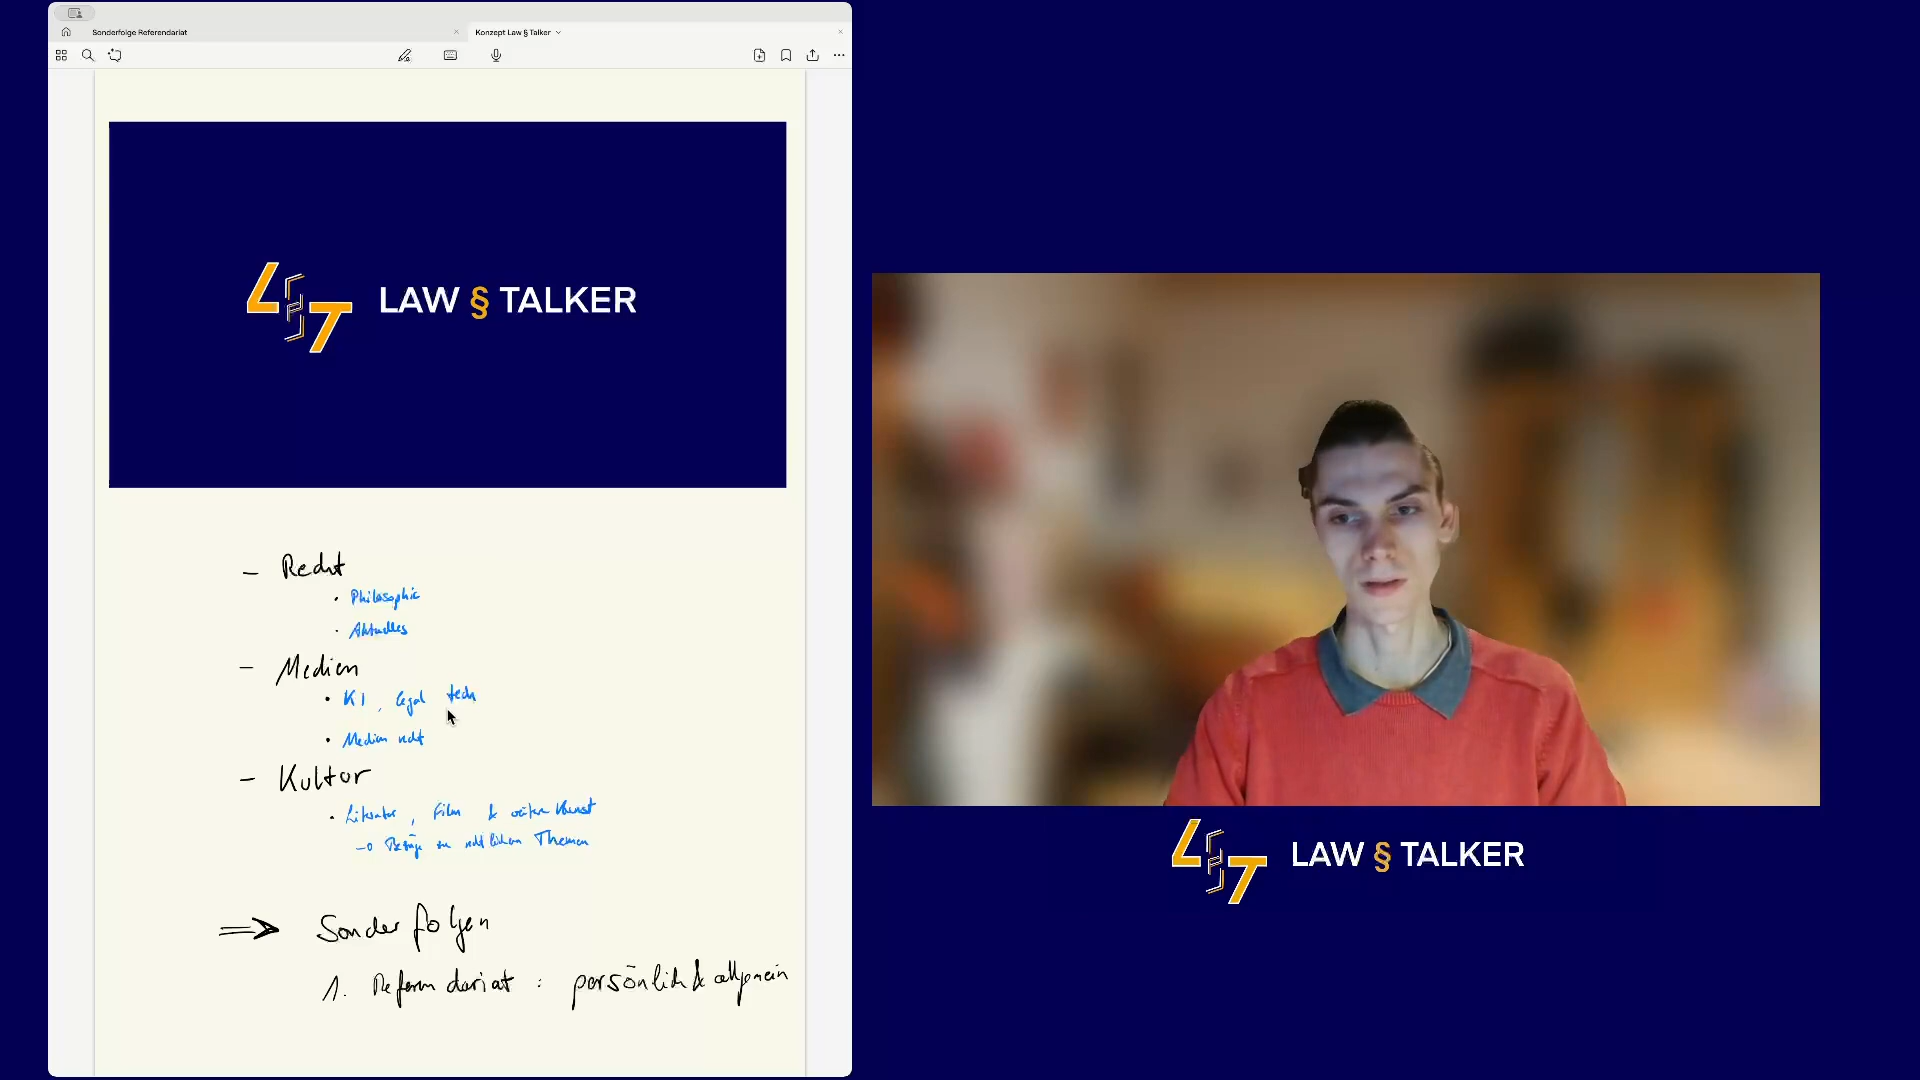 Sonderfolge Referendariat
Konzept Law § Talker
L§T LAW § TALKER
– Recht
• Philosophie
• Aktuelles
– Medien
• KI, legal tech
• Medienrecht
– Kultur
• Literatur, Film & weitere Kunst
→ Bezüge zu rechtlichen Themen
⇒ Sonderfolgen
1. Referendariat: persönlich & allgemein
L§T LAW § TALKER